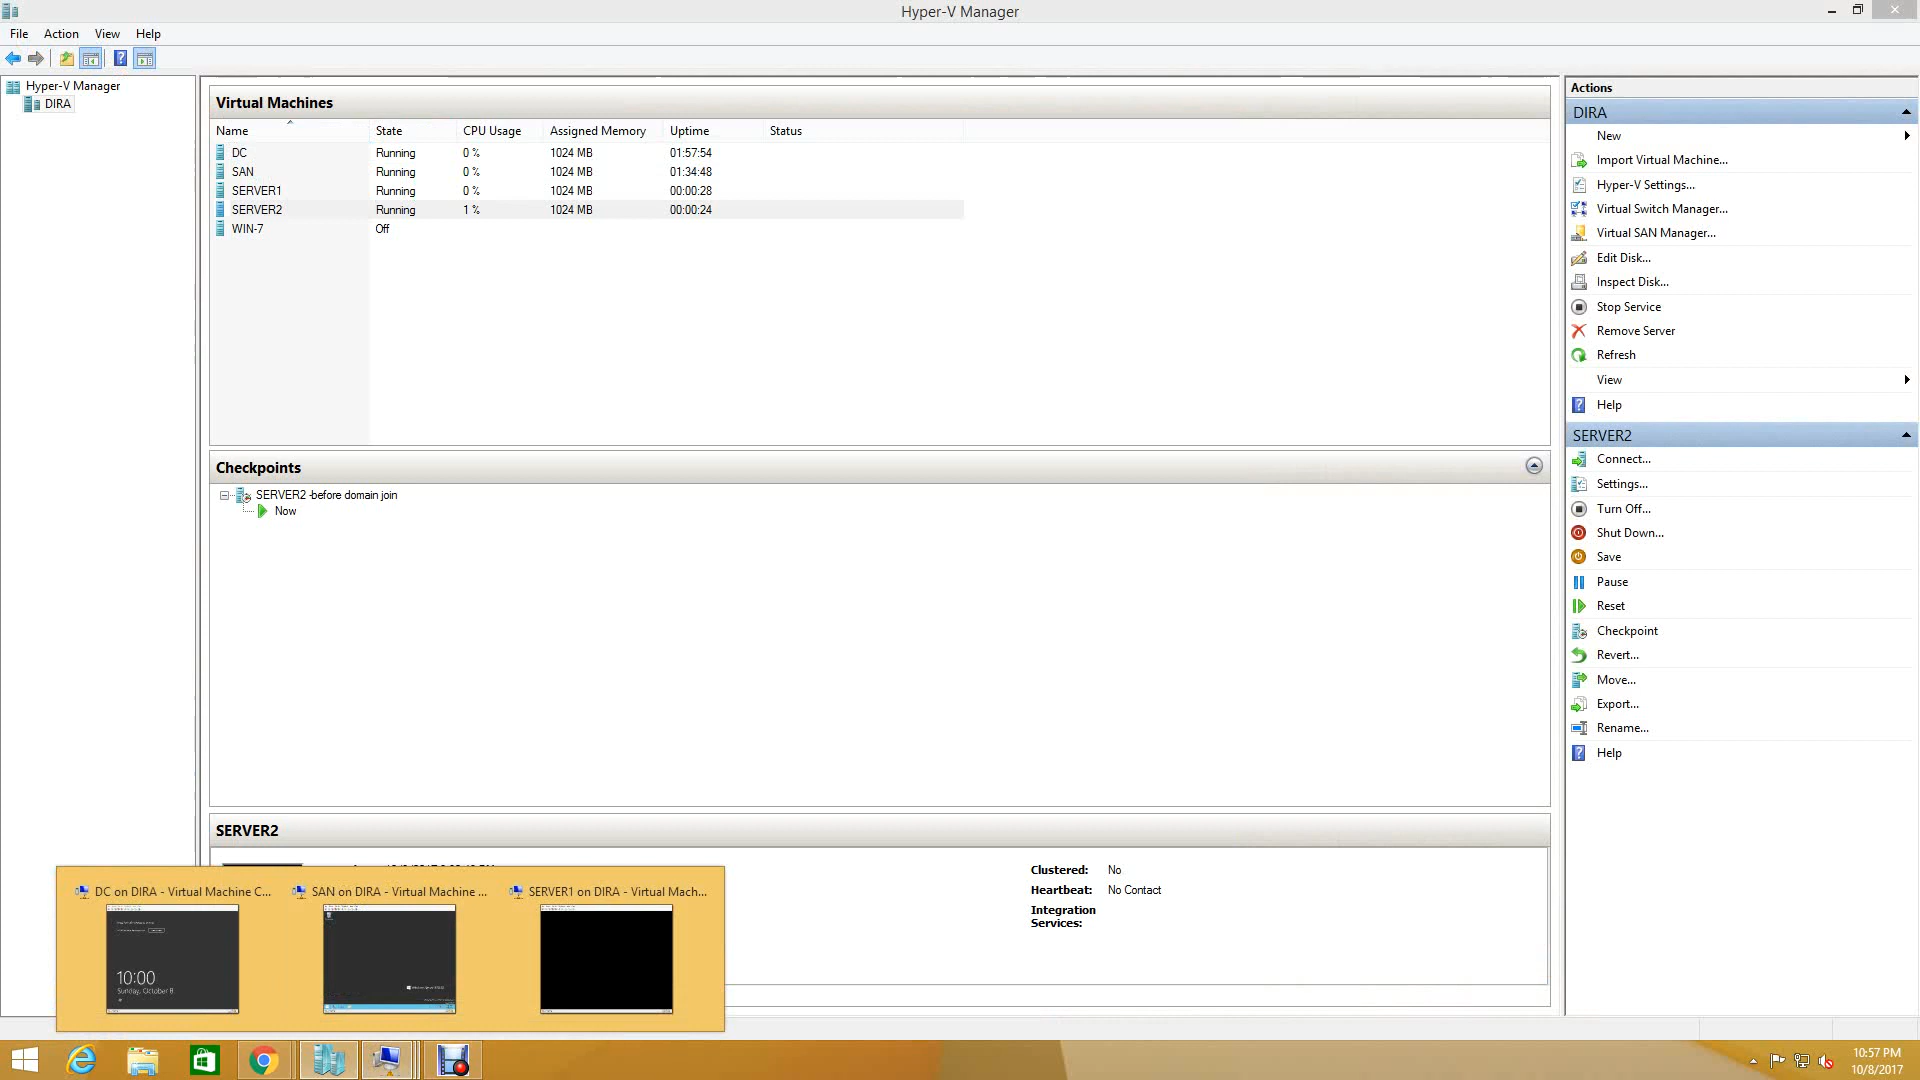 Hyper-V Manager
File Action View Help
Hyper-V Manager
DIRA
Virtual Machines
Name State CPU Usage Assigned Memory Uptime Status
DC Running 0 % 1024 MB 01:57:54
SAN Running 0 % 1024 MB 01:34:48
SERVER1 Running 0 % 1024 MB 00:00:28
SERVER2 Running 1 % 1024 MB 00:00:24
WIN-7 Off
Checkpoints
SERVER2 -before domain join
Now
SERVER2
Clustered: No
Heartbeat: No Contact
Integration
Services:
Actions
DIRA
New
Import Virtual Machine...
Hyper-V Settings...
Virtual Switch Manager...
Virtual SAN Manager...
Edit Disk...
Inspect Disk...
Stop Service
Remove Server
Refresh
View
Help
SERVER2
Connect...
Settings...
Turn Off...
Shut Down...
Save
Pause
Reset
Checkpoint
Revert...
Move...
Export...
Rename...
Help
DC on DIRA - Virtual Machine C...
SAN on DIRA - Virtual Machine ...
SERVER1 on DIRA - Virtual Mach...
10:00
Sunday, October 8
10:57 PM
10/8/2017